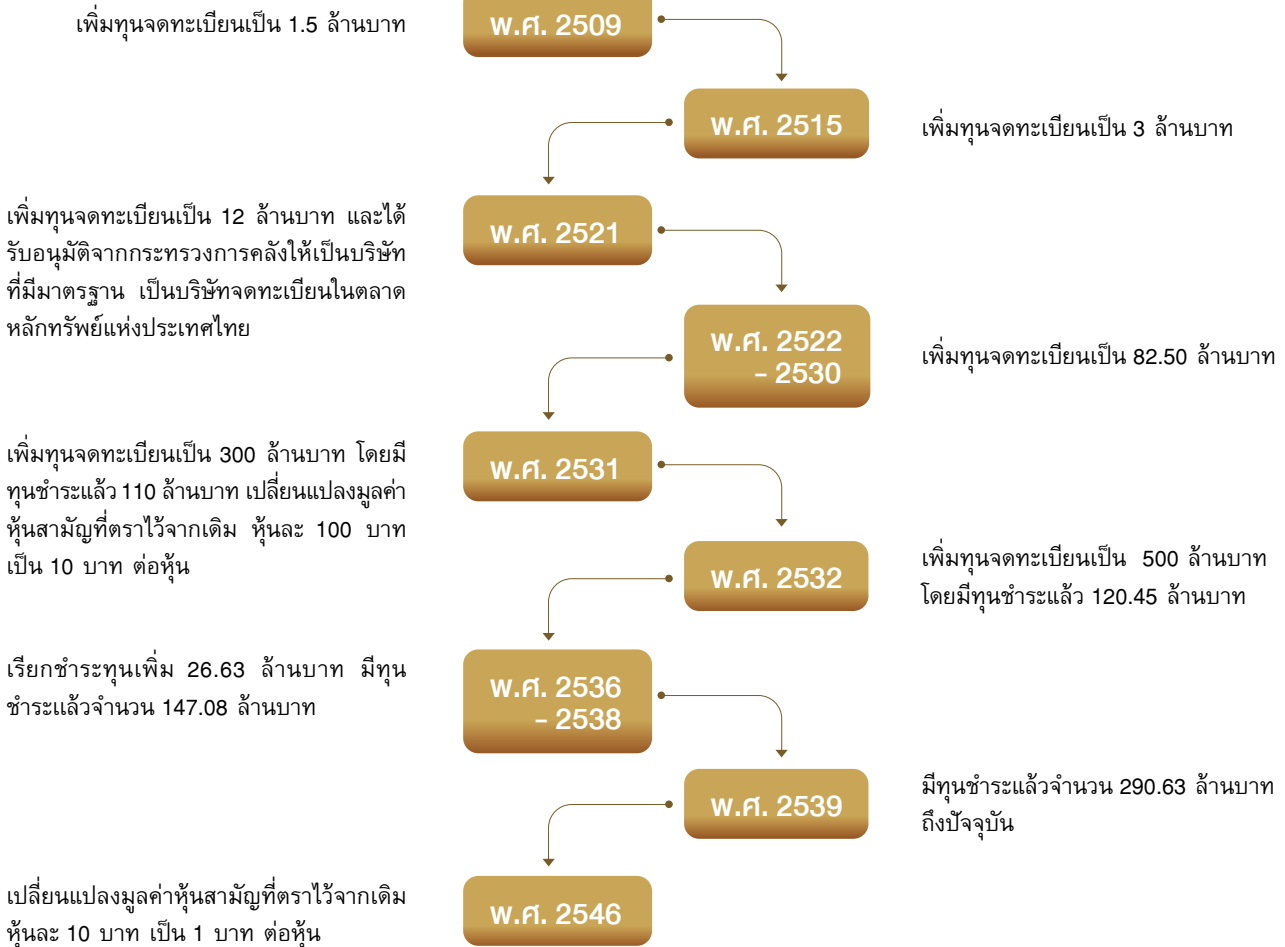 เพิ่มทุนจดทะเบียนเป็น 1.5 ล้านบาท
พ.ศ. 2509
พ.ศ. 2515
เพิ่มทุนจดทะเบียนเป็น 3 ล้านบาท
เพิ่มทุนจดทะเบียนเป็น 12 ล้านบาท และได้
รับอนุมัติจากกระทรวงการคลังให้เป็นบริษัท
ที่มีมาตรฐาน เป็นบริษัทจดทะเบียนในตลาด
หลักทรัพย์แห่งประเทศไทย
พ.ศ. 2521
พ.ศ. 2522
- 2530
เพิ่มทุนจดทะเบียนเป็น 82.50 ล้านบาท
เพิ่มทุนจดทะเบียนเป็น 300 ล้านบาท โดยมี
ทุนชำระแล้ว 110 ล้านบาท เปลี่ยนแปลงมูลค่า
หุ้นสามัญที่ตราไว้จากเดิม หุ้นละ 100 บาท
เป็น 10 บาท ต่อหุ้น
พ.ศ. 2531
พ.ศ. 2532
เพิ่มทุนจดทะเบียนเป็น 500 ล้านบาท
โดยมีทุนชำระแล้ว 120.45 ล้านบาท
เรียกชำระทุนเพิ่ม 26.63 ล้านบาท มีทุน
ชำระแล้วจำนวน 147.08 ล้านบาท
พ.ศ. 2536
- 2538
พ.ศ. 2539
มีทุนชำระแล้วจำนวน 290.63 ล้านบาท
ถึงปัจจุบัน
เปลี่ยนแปลงมูลค่าหุ้นสามัญที่ตราไว้จากเดิม
หุ้นละ 10 บาท เป็น 1 บาท ต่อหุ้น
พ.ศ. 2546